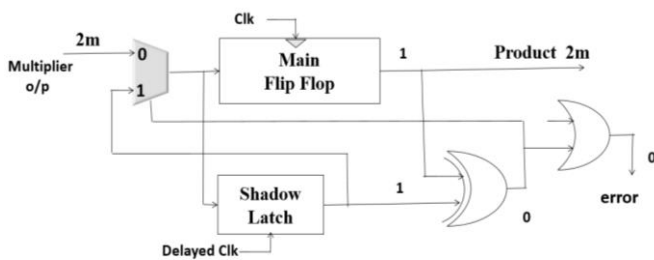 Clk
2m
0
Multiplier
o/p
1
Main
Flip Flop
1
Product 2m
Shadow
Latch
1
0
0
error
Delayed Clk